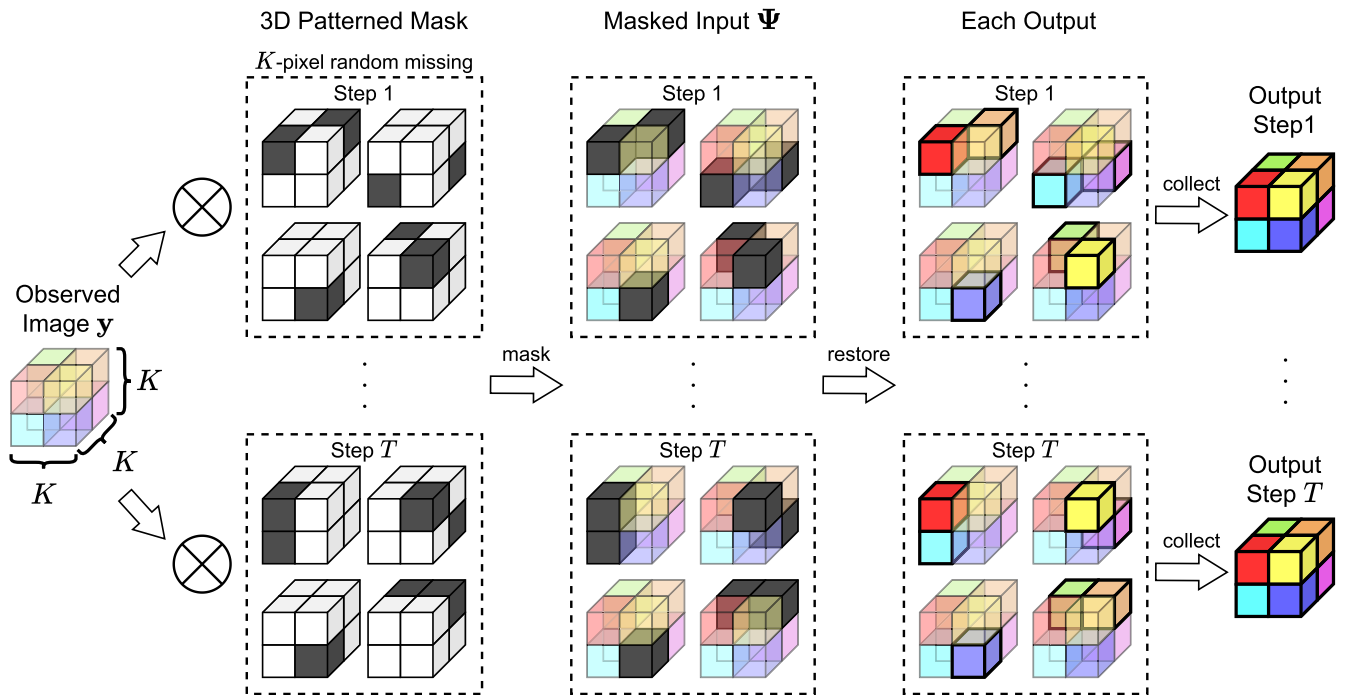 3D Patterned Mask
Masked Input Ψ
Each Output
K-pixel random missing
Step 1
Step 1
Step 1
Output
Step1
collect
Observed
Image y
K
K
K
mask
restore
Step T
Step T
Step T
Output
Step T
collect